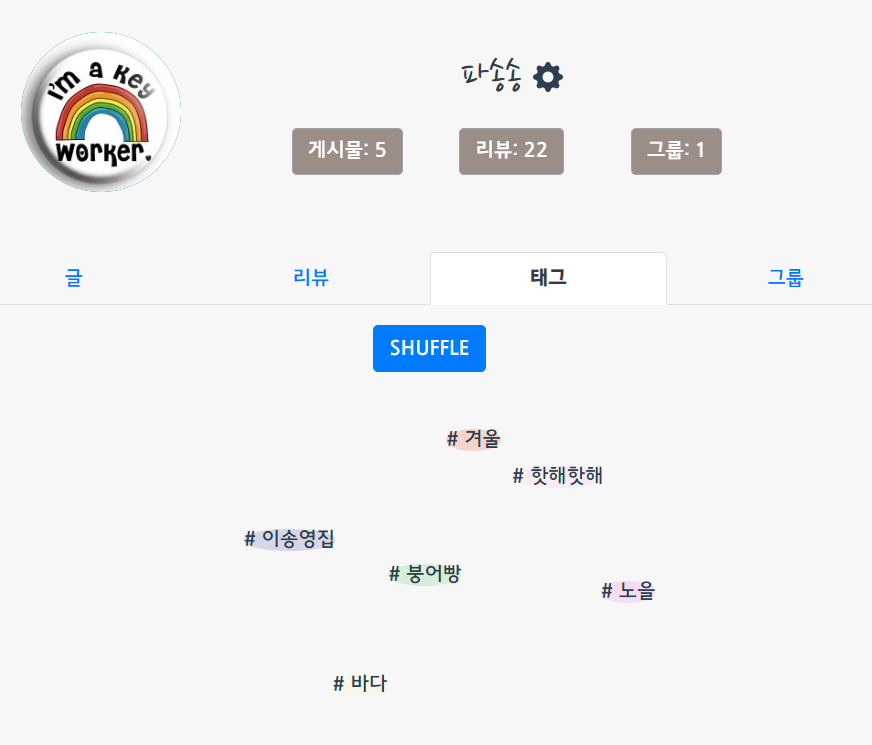 I'm a Key
worker.
파송송
게시물: 5 리뷰: 22 그룹: 1
글 리뷰 태그 그룹
SHUFFLE
# 겨울
# 핫해핫해
# 이송영집
# 붕어빵
# 노을
# 바다